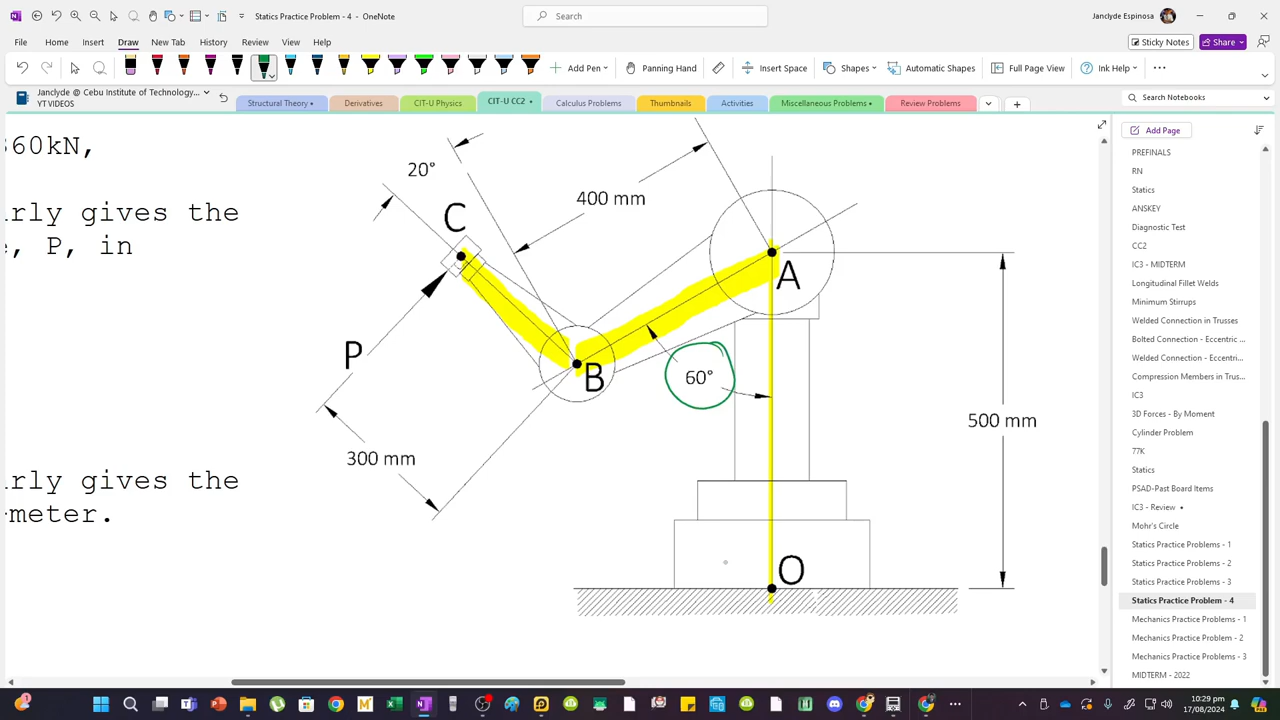 Statics Practice Problem - 4 - OneNote
Search
Janclyde Espinosa
File Home Insert Draw New Tab History Review View Help
Sticky Notes
Share
Add Pen
Panning Hand
Insert Space
Shapes
Automatic Shapes
Full Page View
Ink Help
Janclyde @ Cebu Institute of Technology...
YT VIDEOS
Structural Theory
Derivatives
CIT-U Physics
CIT-U CC2
Calculus Problems
Thumbnails
Activities
Miscellaneous Problems
Review Problems
Search Notebooks
Add Page
360kN,
rly gives the
e, P, in
rly gives the
-meter.
20°
400 mm
C
A
P
B
60°
300 mm
500 mm
O
PREFINALS
RN
Statics
ANSKEY
Diagnostic Test
CC2
IC3 - MIDTERM
Longitudinal Fillet Welds
Minimum Stirrups
Welded Connection in Trusses
Bolted Connection - Eccentric ...
Welded Connection - Eccentric...
Compression Members in Trus...
IC3
3D Forces - By Moment
Cylinder Problem
77K
Statics
PSAD-Past Board Items
IC3 - Review
Mohr's Circle
Statics Practice Problems - 1
Statics Practice Problems - 2
Statics Practice Problems - 3
Statics Practice Problem - 4
Mechanics Practice Problems - 1
Mechanics Practice Problem - 2
Mechanics Practice Problems - 3
MIDTERM - 2022
10:29 pm
17/08/2024